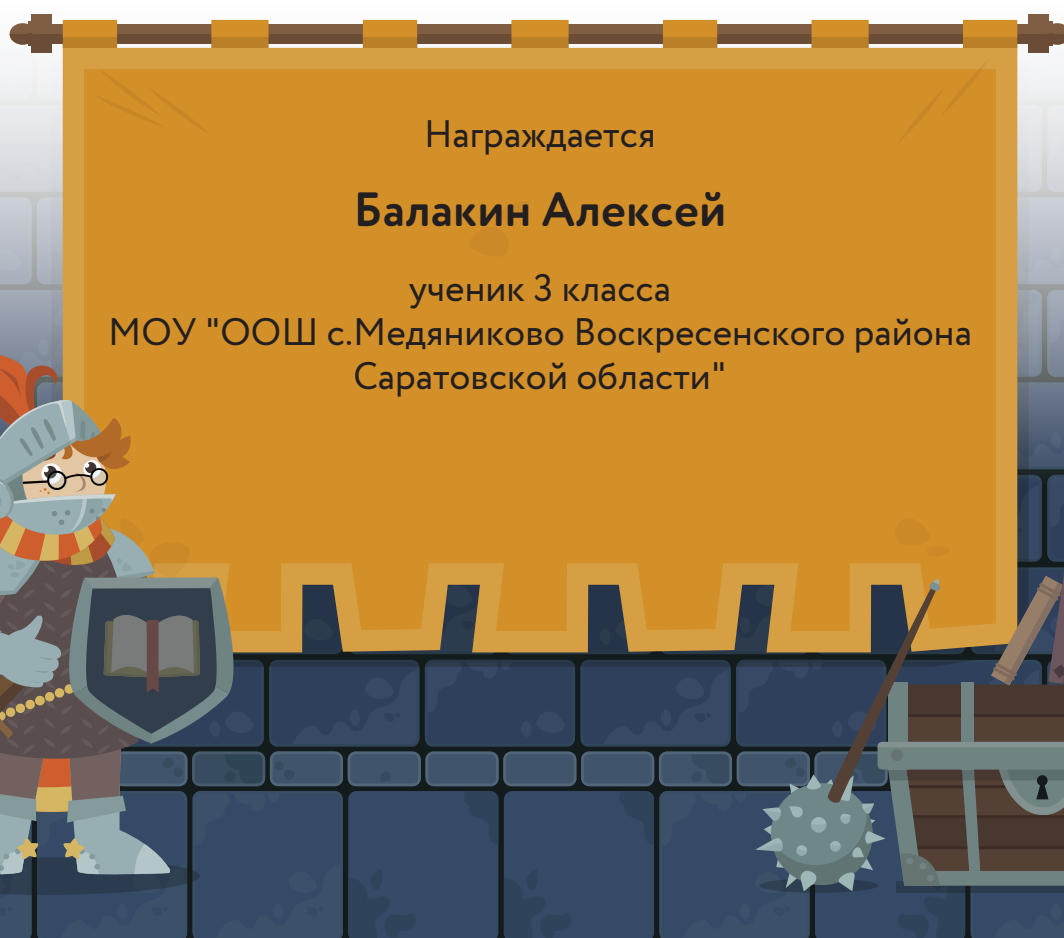 Награждается
Балакин Алексей
ученик 3 класса
МОУ "ООШ с.Медяниково Воскресенского района
Саратовской области"